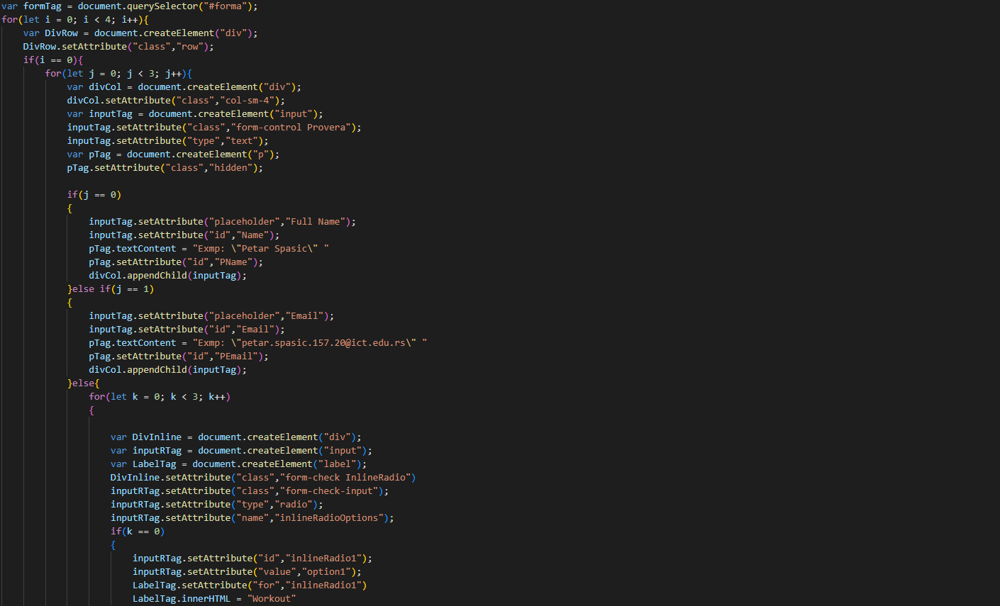 var formTag = document.querySelector("#forma");
for(let i = 0; i < 4; i++){
    var DivRow = document.createElement("div");
    DivRow.setAttribute("class","row");
    if(i == 0){
        for(let j = 0; j < 3; j++){
            var divCol = document.createElement("div");
            divCol.setAttribute("class","col-sm-4");
            var inputTag = document.createElement("input");
            inputTag.setAttribute("class","form-control Provera");
            inputTag.setAttribute("type","text");
            var pTag = document.createElement("p");
            pTag.setAttribute("class","hidden");
            if(j == 0)
            {
                inputTag.setAttribute("placeholder","Full Name");
                inputTag.setAttribute("id","Name");
                pTag.textContent = "Exmp: \"Petar Spasic\" "
                pTag.setAttribute("id","PName");
                divCol.appendChild(inputTag);
            }else if(j == 1)
            {
                inputTag.setAttribute("placeholder","Email");
                inputTag.setAttribute("id","Email");
                pTag.textContent = "Exmp: \"petar.spasic.157.20@ict.edu.rs\" "
                pTag.setAttribute("id","PEmail");
                divCol.appendChild(inputTag);
            }else{
                for(let k = 0; k < 3; k++)
                {
                    var DivInline = document.createElement("div");
                    var inputRTag = document.createElement("input");
                    var LabelTag = document.createElement("label");
                    DivInline.setAttribute("class","form-check InlineRadio")
                    inputRTag.setAttribute("class","form-check-input");
                    inputRTag.setAttribute("type","radio");
                    inputRTag.setAttribute("name","inlineRadioOptions");
                    if(k == 0)
                    {
                        inputRTag.setAttribute("id","inlineRadio1");
                        inputRTag.setAttribute("value","option1");
                        LabelTag.setAttribute("for","inlineRadio1")
                        LabelTag.innerHTML = "Workout"